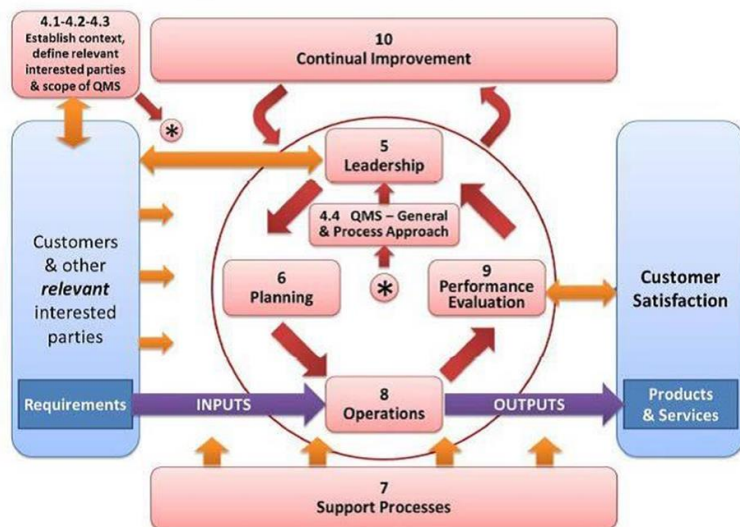 4.1-4.2-4.3
Establish context,
define relevant
interested parties
& scope of QMS
10
Continual Improvement
*
5
Leadership
4.4 QMS – General
& Process Approach
Customers
& other
relevant
interested
parties
6
Planning
*
9
Performance
Evaluation
Customer
Satisfaction
Requirements
INPUTS
8
Operations
OUTPUTS
Products
& Services
7
Support Processes